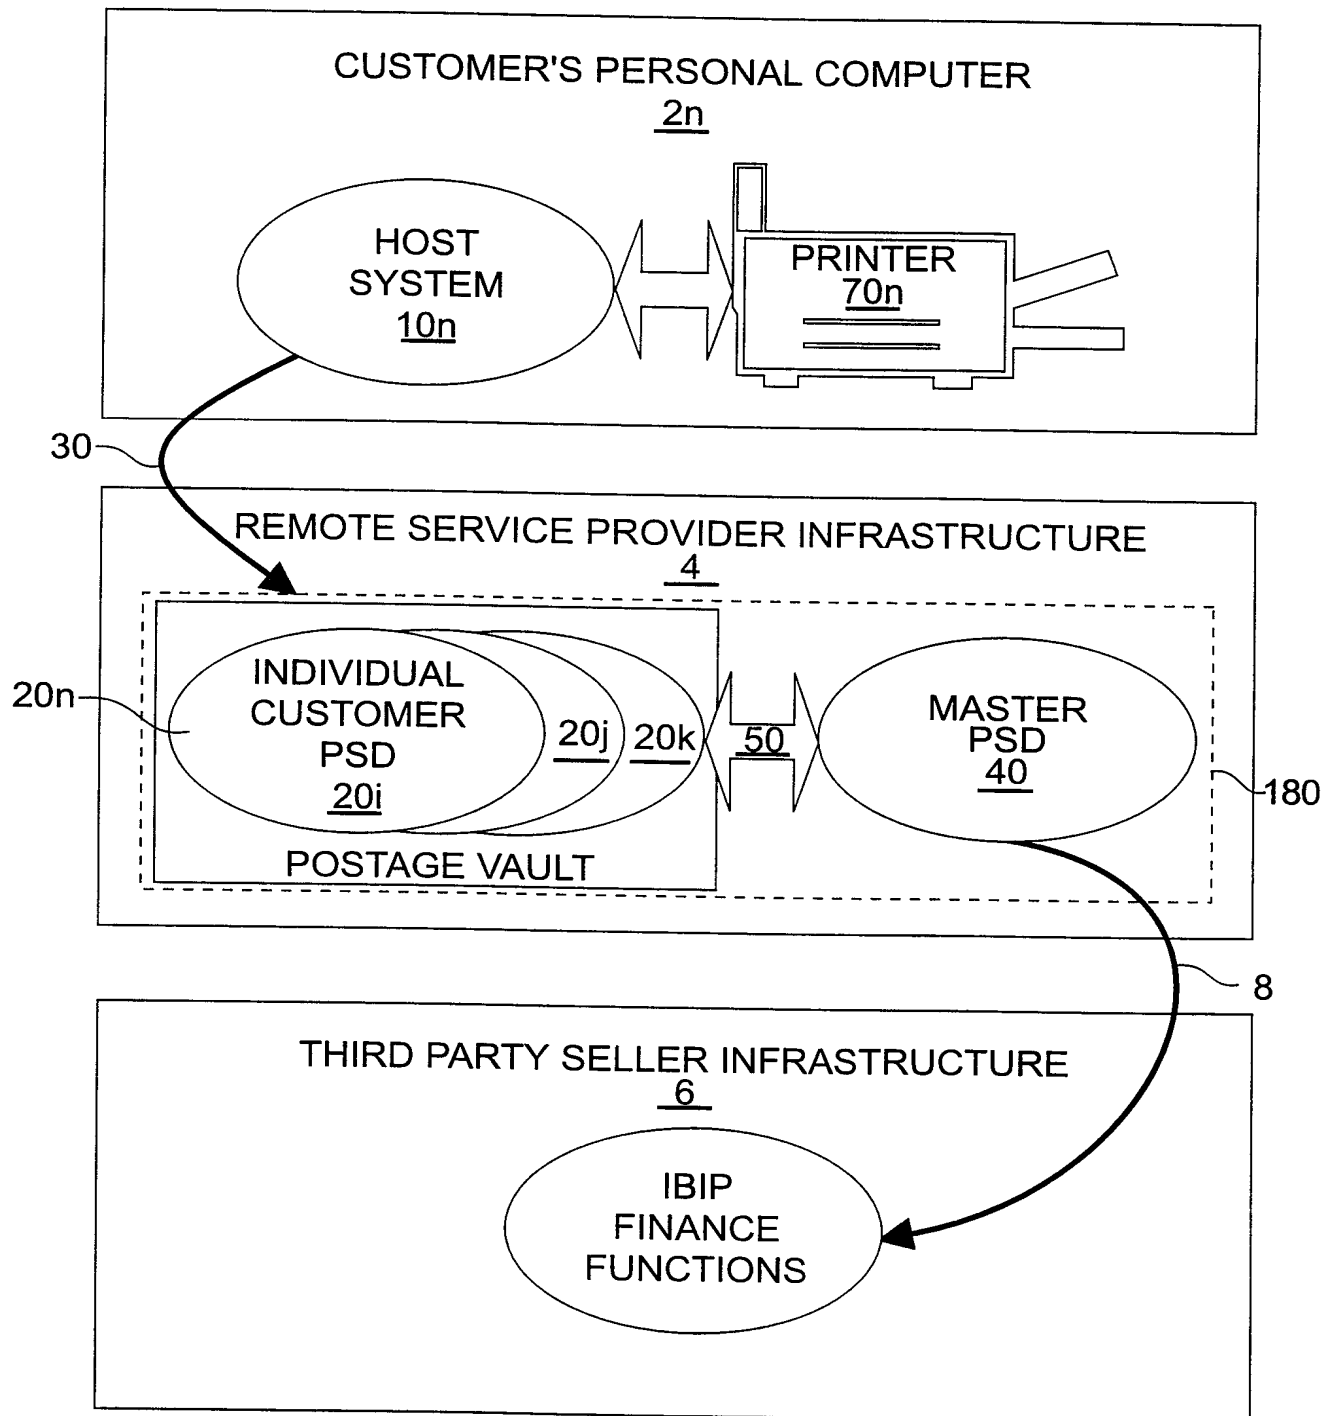 CUSTOMER'S PERSONAL COMPUTER
2n
HOST
SYSTEM
10n
PRINTER
70n
30
REMOTE SERVICE PROVIDER INFRASTRUCTURE
4
20n
INDIVIDUAL
CUSTOMER
PSD
20i
20j
20k
POSTAGE VAULT
50
MASTER
PSD
40
180
8
THIRD PARTY SELLER INFRASTRUCTURE
6
IBIP
FINANCE
FUNCTIONS